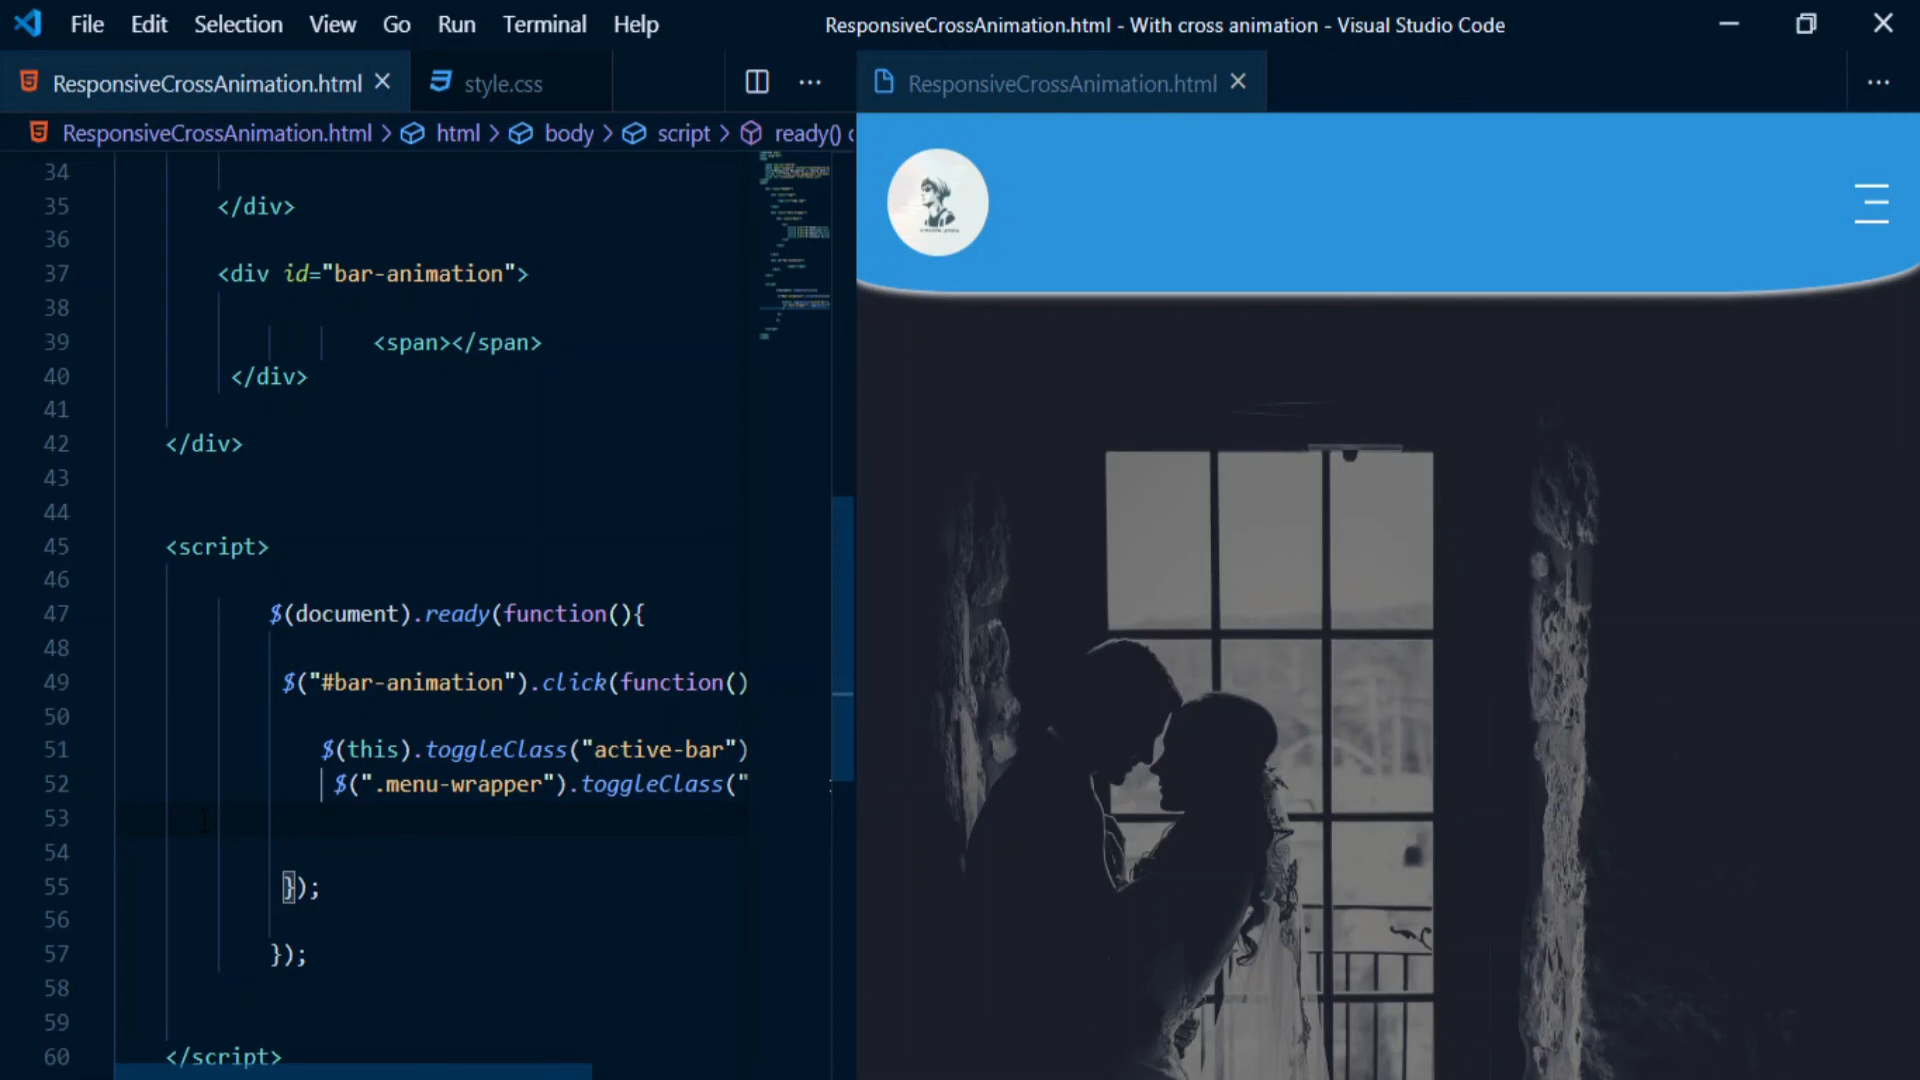 File Edit Selection View Go Run Terminal Help
ResponsiveCrossAnimation.html - With cross animation - Visual Studio Code
ResponsiveCrossAnimation.html
style.css
ResponsiveCrossAnimation.html > html > body > script > ready() c
34
35 </div>
36
37 <div id="bar-animation">
38
39 <span></span>
40 </div>
41
42 </div>
43
44
45 <script>
46
47 $(document).ready(function(){
48
49 $("#bar-animation").click(function()
50
51 $(this).toggleClass("active-bar")
52 $(".menu-wrapper").toggleClass("
53
54
55 });
56
57 });
58
59
60 </script>
ResponsiveCrossAnimation.html